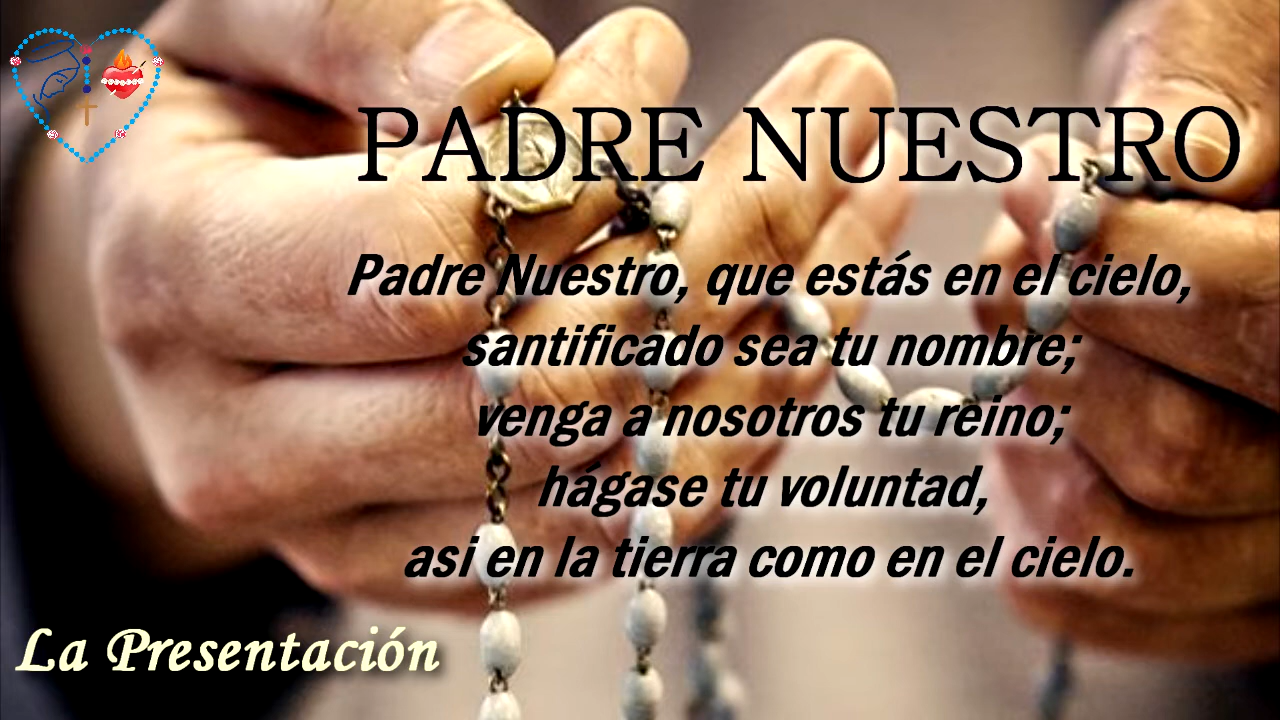 PADRE NUESTRO
Padre Nuestro, que estás en el cielo,
santificado sea tu nombre;
venga a nosotros tu reino;
hágase tu voluntad,
asi en la tierra como en el cielo.
La Presentación